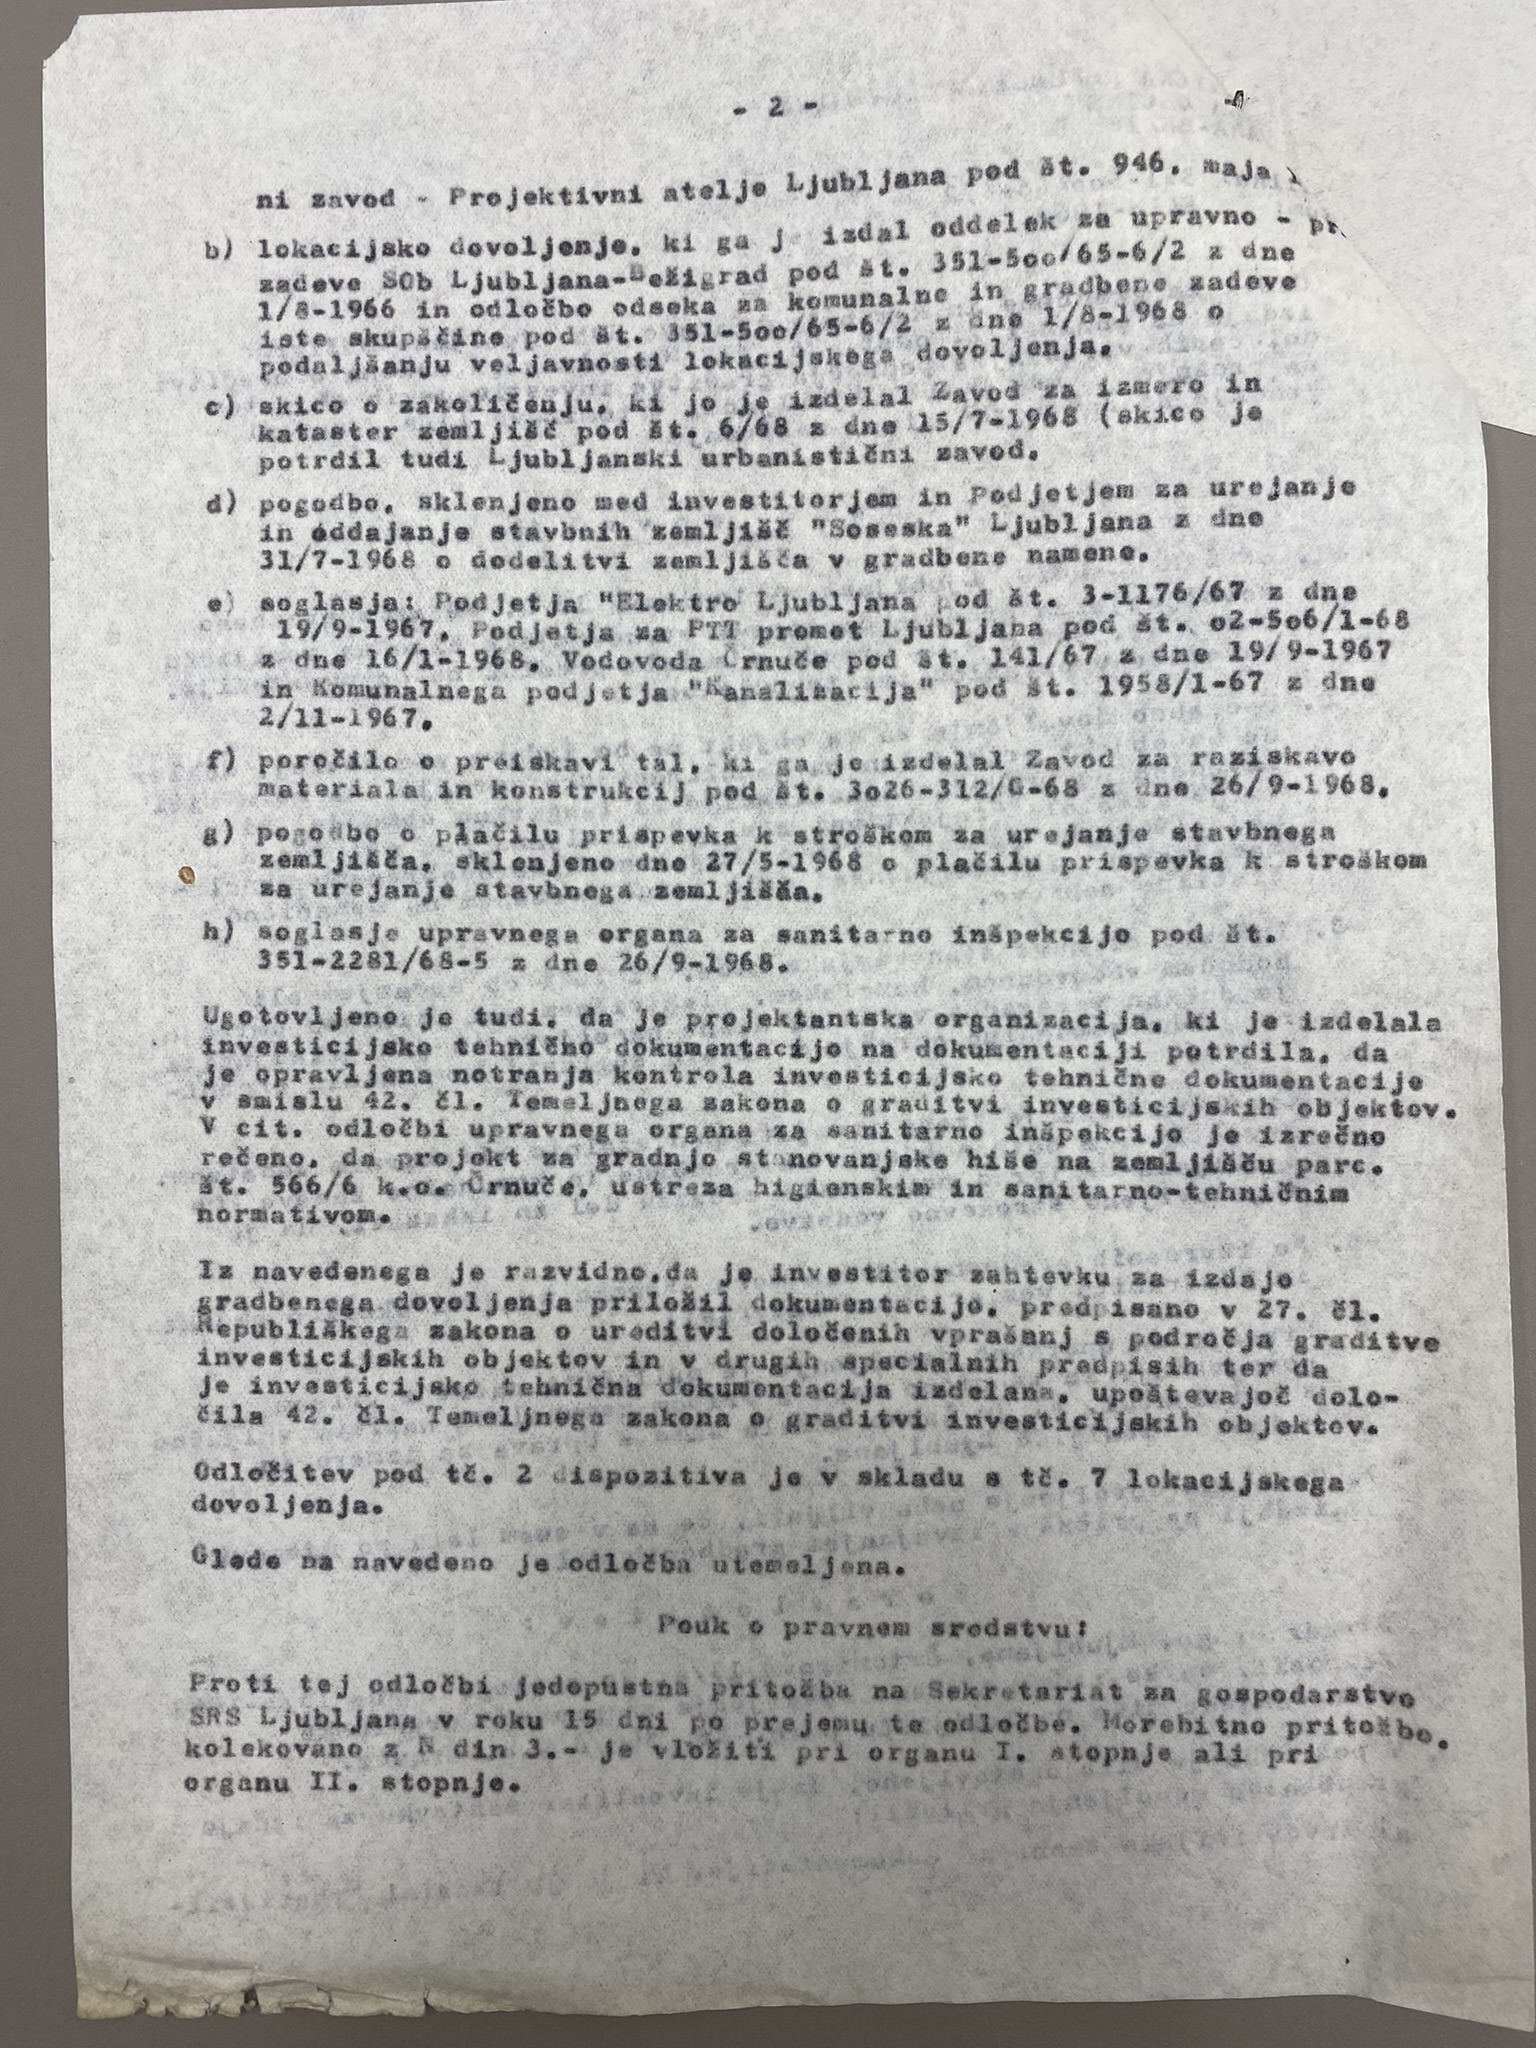 - 2 -
ni zavod - Projektivni atelje Ljubljana pod št. 946, maja
b) lokacijsko dovoljenje, ki ga je izdal oddelek za upravno - pr
zadeve SOb Ljubljana-Bežigrad pod št. 351-5oo/65-6/2 z dne
1/8-1966 in odločbo odseka za komunalne in gradbene zadeve
iste skupščine pod št. 351-5oo/65-6/2 z dne 1/8-1968 o
podaljšanju veljavnosti lokacijskega dovoljenja.
c) skico o zakoličenju, ki jo je izdelal Zavod za izmero in
kataster zemljišč pod št. 6/68 z dne 15/7-1968 (skico je
potrdil tudi Ljubljanski urbanistični zavod.
d) pogodbo, sklenjeno med investitorjem in Podjetjem za urejanje
in oddajanje stavbnih zemljišč "Soseska" Ljubljana z dne
31/7-1968 o dodelitvi zemljišča v gradbene namene.
e) soglasja: Podjetja "Elektro Ljubljana pod št. 3-1176/67 z dne
19/9-1967, Podjetja za PTT promet Ljubljana pod št. o2-5o6/1-68
z dne 16/1-1968, Vodovoda Črnuče pod št. 141/67 z dne 19/9-1967
in Komunalnega podjetja "Kanalizacija" pod št. 1958/1-67 z dne
2/11-1967.
f) poročilo o preiskavi tal, ki ga je izdelal Zavod za raziskavo
materiala in konstrukcij pod št. 3o26-312/G-68 z dne 26/9-1968.
g) pogodbo o plačilu prispevka k stroškom za urejanje stavbnega
zemljišča, sklenjeno dne 27/5-1968 o plačilu prispevka k stroškom
za urejanje stavbnega zemljišča.
h) soglasje upravnega organa za sanitarno inšpekcijo pod št.
351-2281/68-5 z dne 26/9-1968.
Ugotovljeno je tudi, da je projektantska organizacija, ki je izdelala
investicijsko tehnično dokumentacijo na dokumentaciji potrdila, da
je opravljena notranja kontrola investicijsko tehnične dokumentacije
v smislu 42. čl. Temeljnega zakona o graditvi investicijskih objektov.
V cit. odločbi upravnega organa za sanitarno inšpekcijo je izrečno
rečeno, da projekt za gradnjo stanovanjske hiše na zemljišču parc.
št. 566/6 k.o. Črnuče, ustreza higienskim in sanitarno-tehničnim
normativom.
Iz navedenega je razvidno,da je investitor zahtevku za izdajo
gradbenega dovoljenja priložil dokumentacijo, predpisano v 27. čl.
Republiškega zakona o ureditvi določenih vprašanj s področja graditve
investicijskih objektov in v drugih specialnih predpisih ter da
je investicijsko tehnična dokumentacija izdelana, upoštevajoč dolo-
čila 42. čl. Temeljnega zakona o graditvi investicijskih objektov.
Odločitev pod tč. 2 dispozitiva je v skladu s tč. 7 lokacijskega
dovoljenja.
Glede na navedeno je odločba utemeljena.
Pouk o pravnem sredstvu:
Proti tej odločbi jedopustna pritožba na Sekretariat za gospodarstvo
SRS Ljubljana v roku 15 dni po prejemu te odločbe. Morebitno pritožbo,
kolekovano z N din 3.- je vložiti pri organu I. stopnje ali pri
organu II. stopnje.